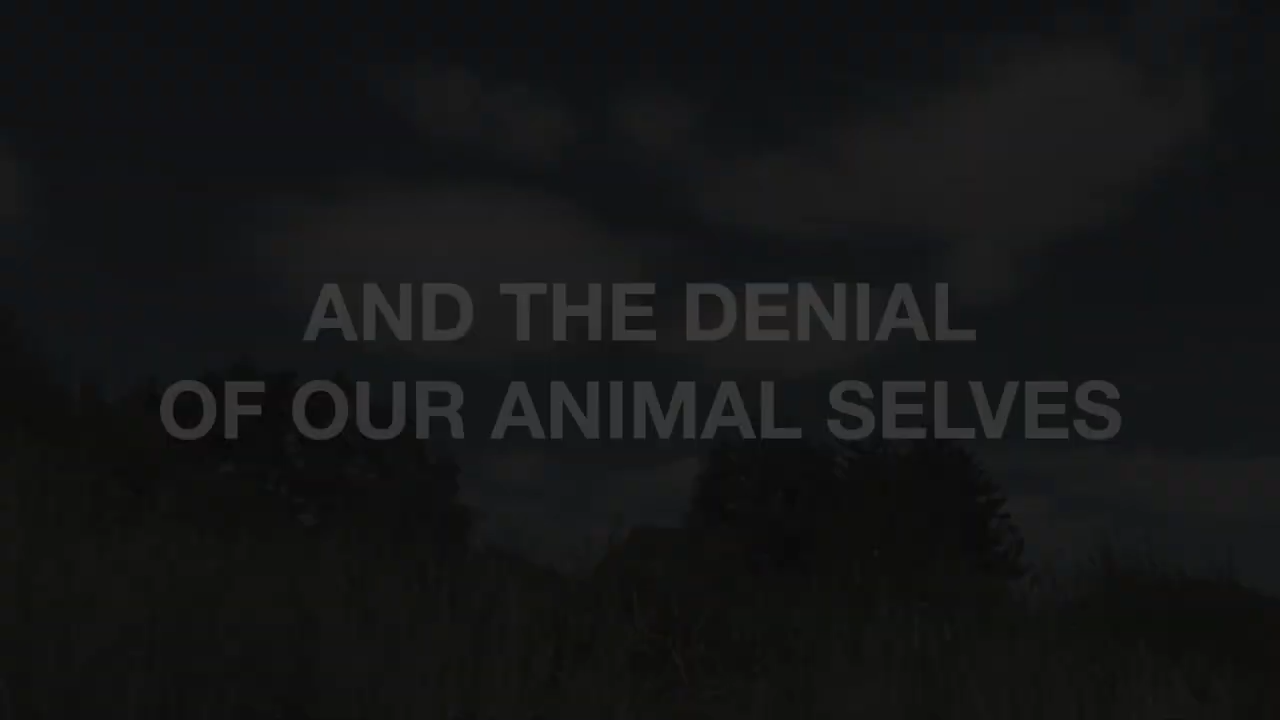 AND THE DENIAL
OF OUR ANIMAL SELVES